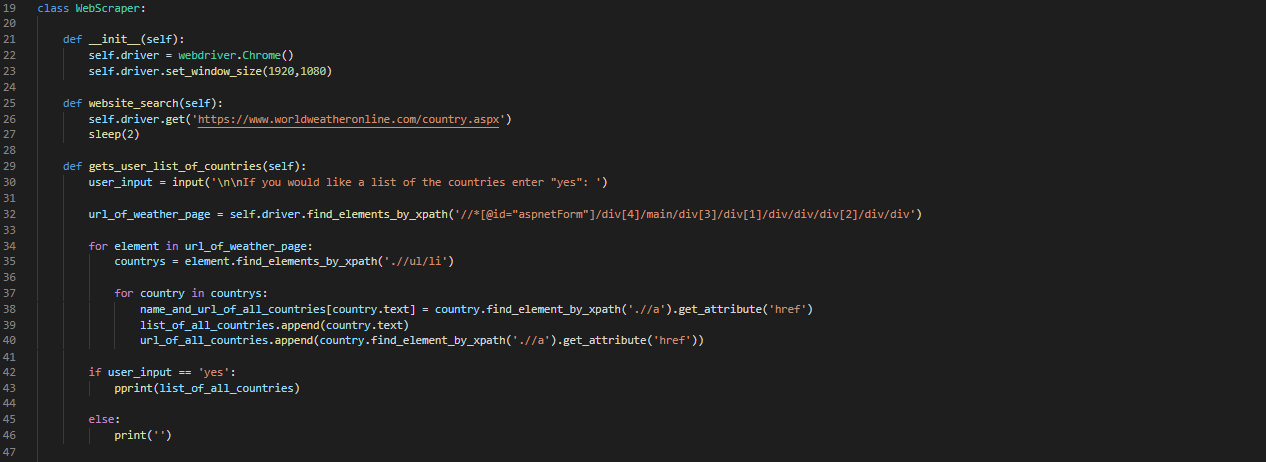 19 class WebScraper:
20
21     def __init__(self):
22         self.driver = webdriver.Chrome()
23         self.driver.set_window_size(1920,1080)
24
25     def website_search(self):
26         self.driver.get('https://www.worldweatheronline.com/country.aspx')
27         sleep(2)
28
29     def gets_user_list_of_countries(self):
30         user_input = input('\n\nIf you would like a list of the countries enter "yes": ')
31
32         url_of_weather_page = self.driver.find_elements_by_xpath('//*[@id="aspnetForm"]/div[4]/main/div[3]/div[1]/div/div/div[2]/div/div')
33
34         for element in url_of_weather_page:
35             countrys = element.find_elements_by_xpath('.//ul/li')
36
37             for country in countrys:
38                 name_and_url_of_all_countries[country.text] = country.find_element_by_xpath('.//a').get_attribute('href')
39                 list_of_all_countries.append(country.text)
40                 url_of_all_countries.append(country.find_element_by_xpath('.//a').get_attribute('href'))
41
42         if user_input == 'yes':
43             pprint(list_of_all_countries)
44
45         else:
46             print('')
47